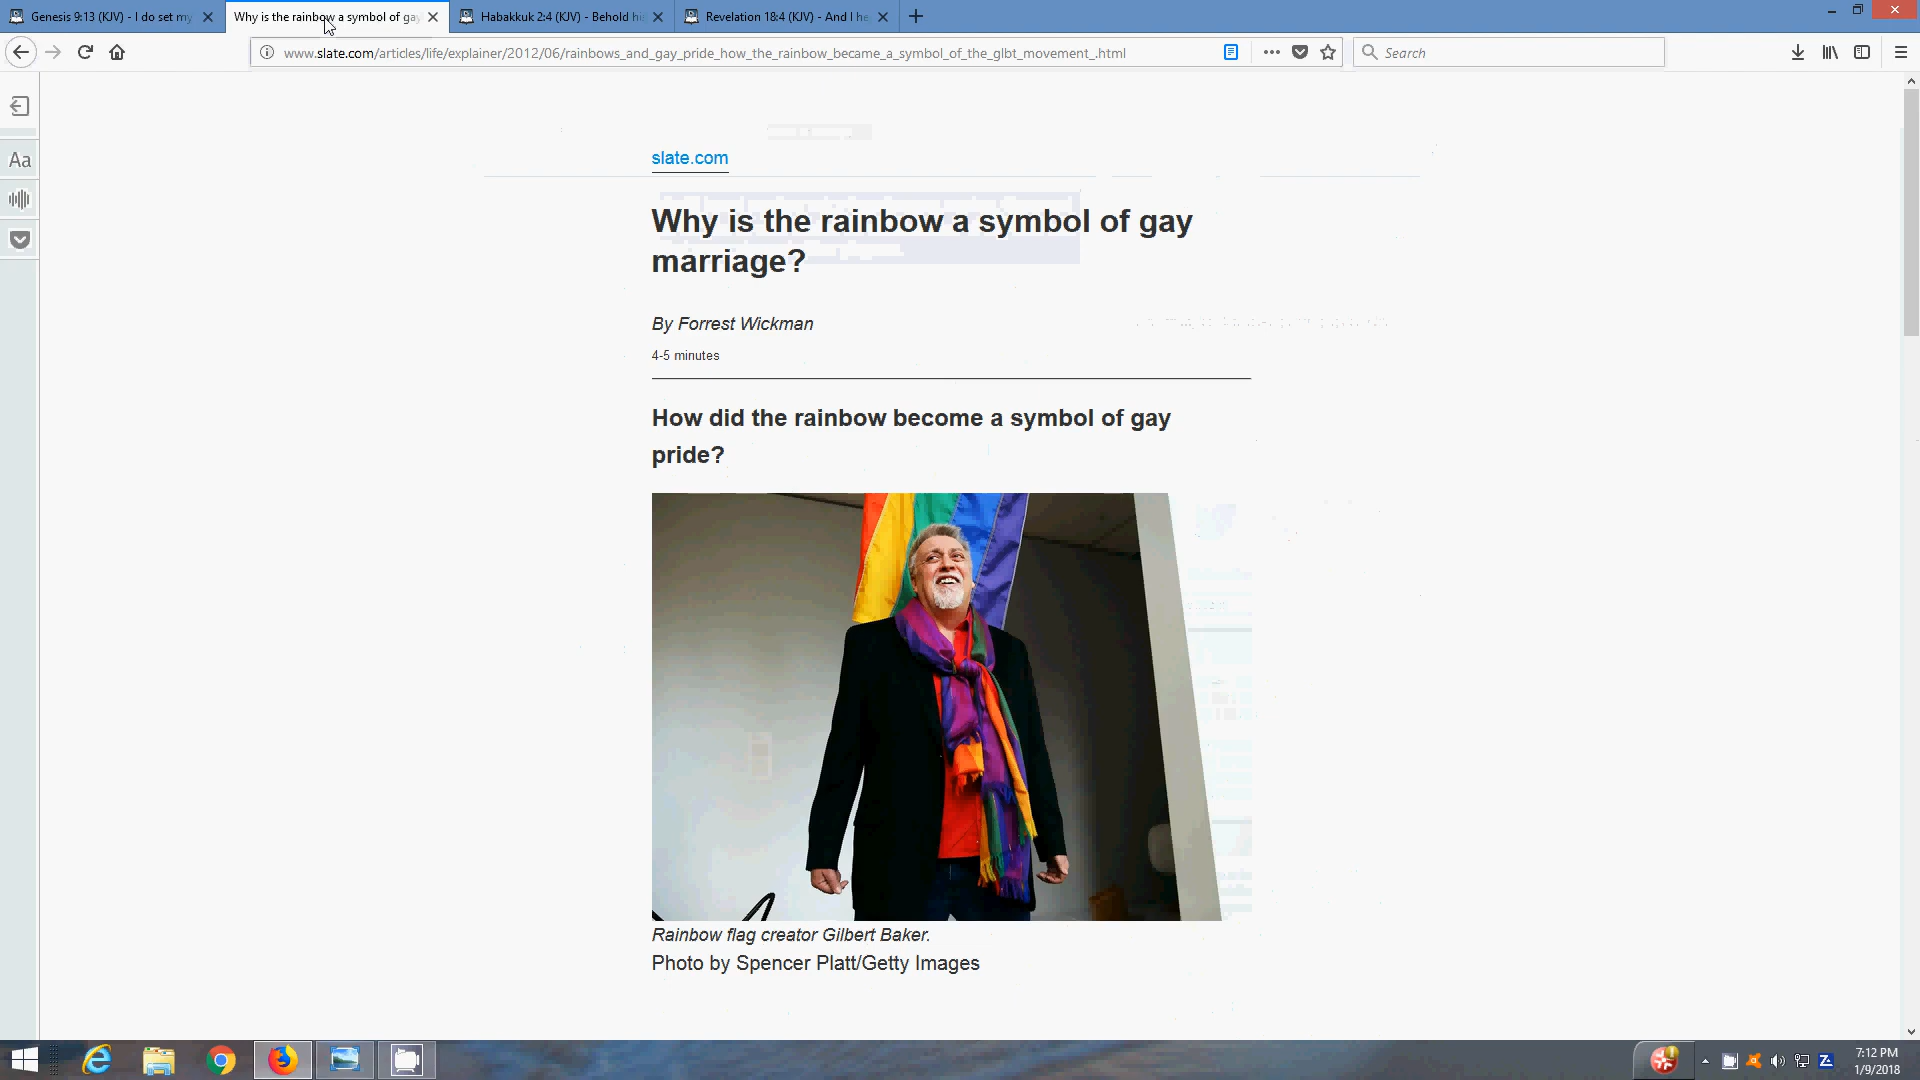 Genesis 9:13 (KJV) - I do set my
Why is the rainbow a symbol of gay
Habakkuk 2:4 (KJV) - Behold hi
Revelation 18:4 (KJV) - And I he
www.slate.com/articles/life/explainer/2012/06/rainbows_and_gay_pride_how_the_rainbow_became_a_symbol_of_the_glbt_movement_.html
Search
Aa
slate.com
Why is the rainbow a symbol of gay
marriage?
By Forrest Wickman
4-5 minutes
How did the rainbow become a symbol of gay
pride?
Rainbow flag creator Gilbert Baker.
Photo by Spencer Platt/Getty Images
7:12 PM
1/9/2018